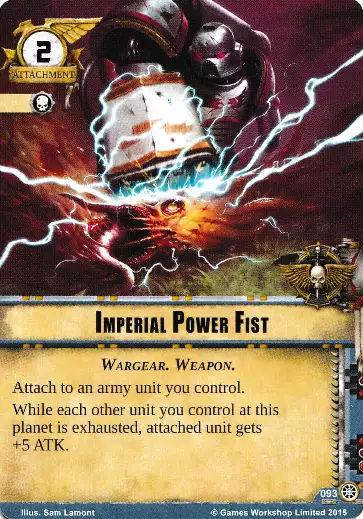 2
ATTACHMENT
Imperial Power Fist
Wargear. Weapon.
Attach to an army unit you control.
While each other unit you control at this
planet is exhausted, attached unit gets
+5 ATK.
093
Illus. Sam Lamont © Games Workshop Limited 2015